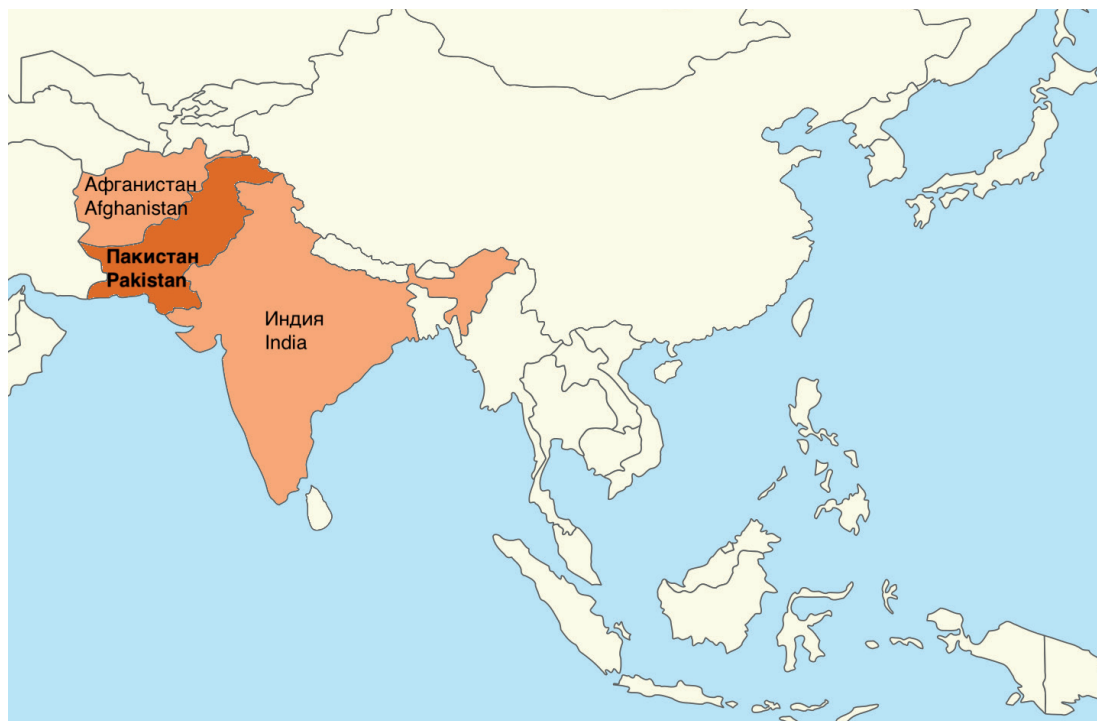 Афганистан
Afghanistan
Пакистан
Pakistan
Индия
India